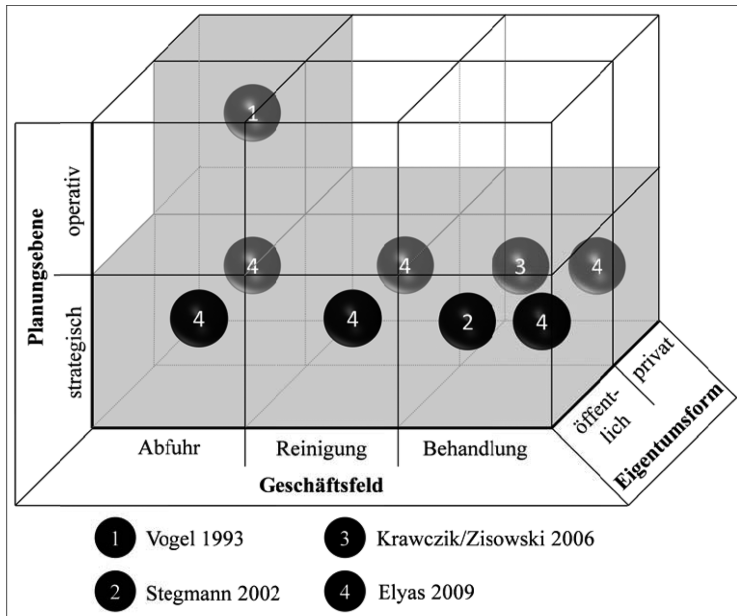 1
operativ
Planungsebene
4
4
3
4
strategisch
4
4
2
4
privat
öffent-
lich
Eigentumsform
Abfuhr
Reinigung
Behandlung
Geschäftsfeld
1 Vogel 1993
3 Krawczik/Zisowski 2006
2 Stegmann 2002
4 Elyas 2009